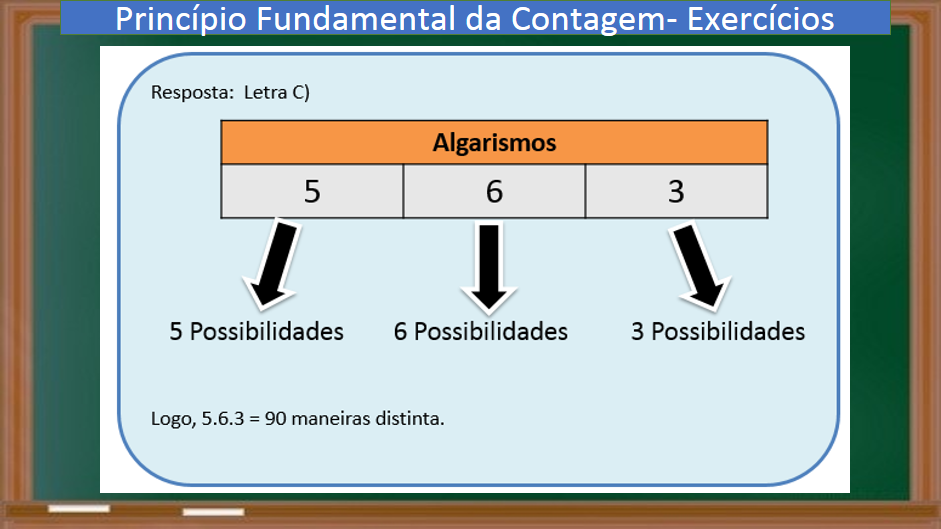 Princípio Fundamental da Contagem- Exercícios
Resposta: Letra C)
Algarismos
5 6 3
5 Possibilidades 6 Possibilidades 3 Possibilidades
Logo, 5.6.3 = 90 maneiras distinta.